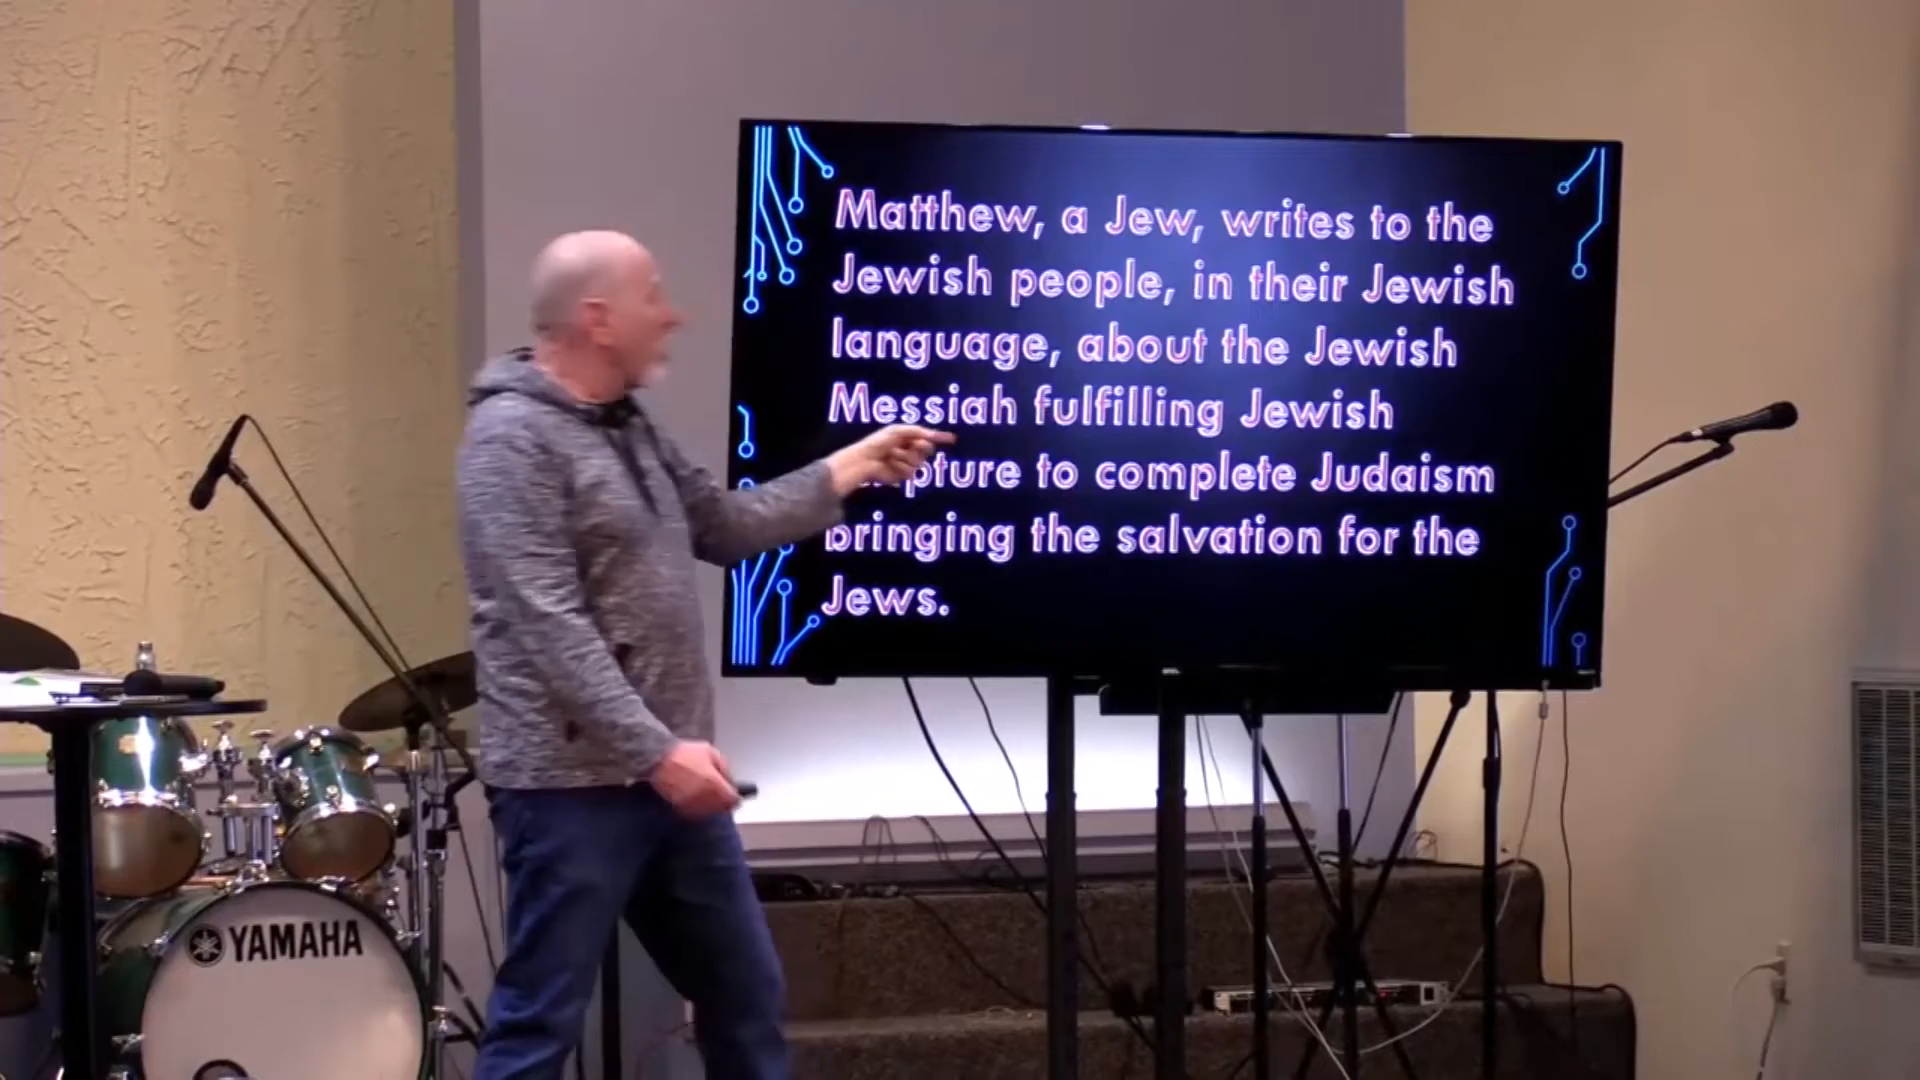 Matthew, a Jew, writes to the
Jewish people, in their Jewish
language, about the Jewish
Messiah fulfilling Jewish
to complete Judaism
bringing the salvation for the
Jews.
YAMAHA